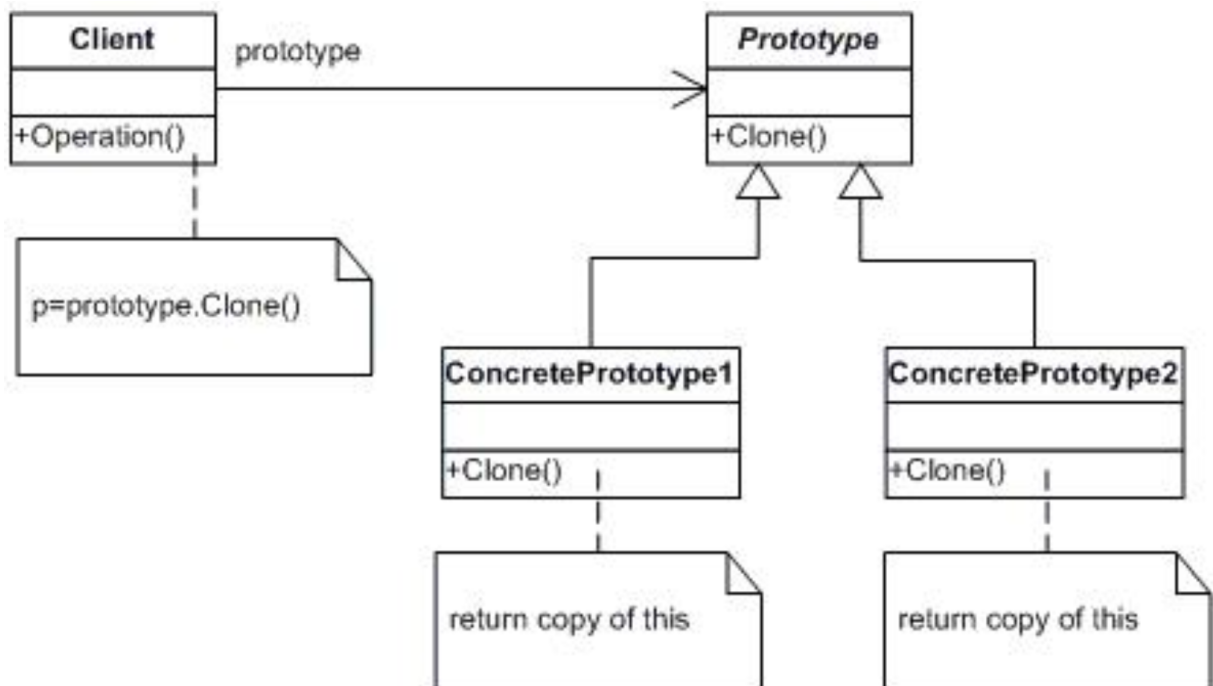 Client
prototype
Prototype
+Operation()
+Clone()
p=prototype.Clone()
ConcretePrototype1
ConcretePrototype2
+Clone()
+Clone()
return copy of this
return copy of this